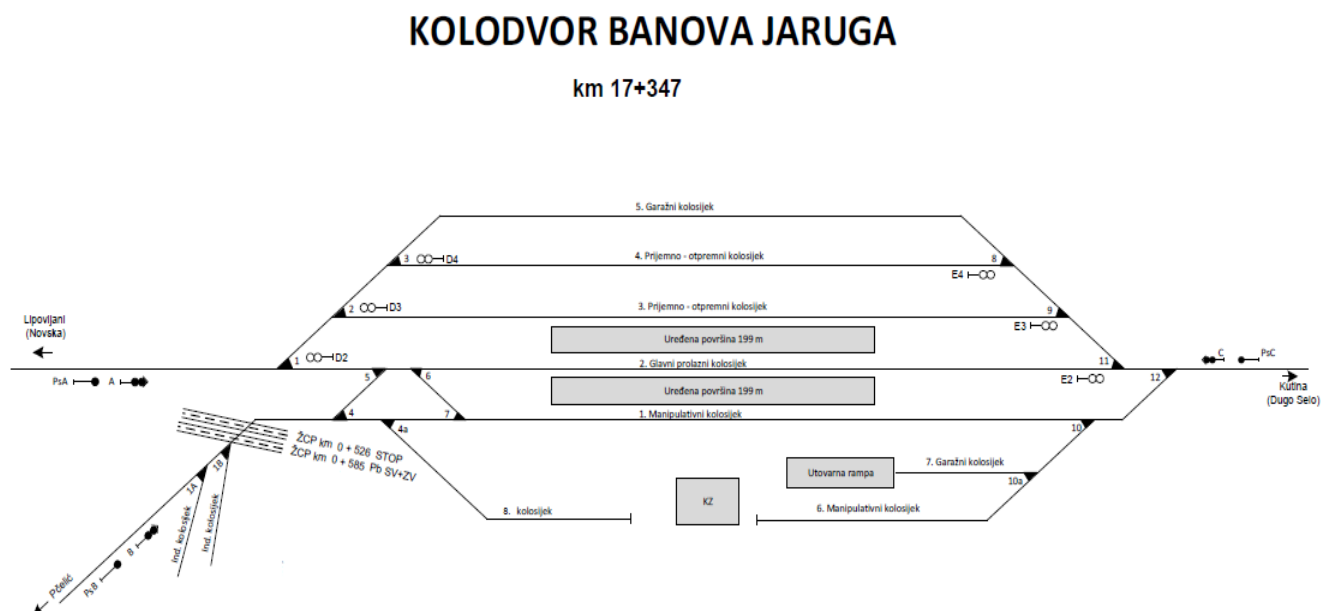 KOLODVOR BANOVA JARUGA
km 17+347
5. Garažni kolosijek
3
D4
4. Prijemno - otpremni kolosijek
8
E4
2
D3
3. Prijemno - otpremni kolosijek
9
E3
Lipovljani
(Novska)
Uređena površina 199 m
1
D2
2. Glavni prolazni kolosijek
11
C
PsC
PsA
A
5
6
Uređena površina 199 m
E2
12
Kutina
(Dugo Selo)
4
4a
7
1. Manipulativni kolosijek
10
ŽCP km 0 + 526 STOP
ŽCP km 0 + 585 Pb SV+ZV
1B
1A
7. Garažni kolosijek
Utovarna rampa
10a
KZ
8. kolosijek
6. Manipulativni kolosijek
Ind. kolosijek
Ind. kolosijek
B
PsB
Pčelić